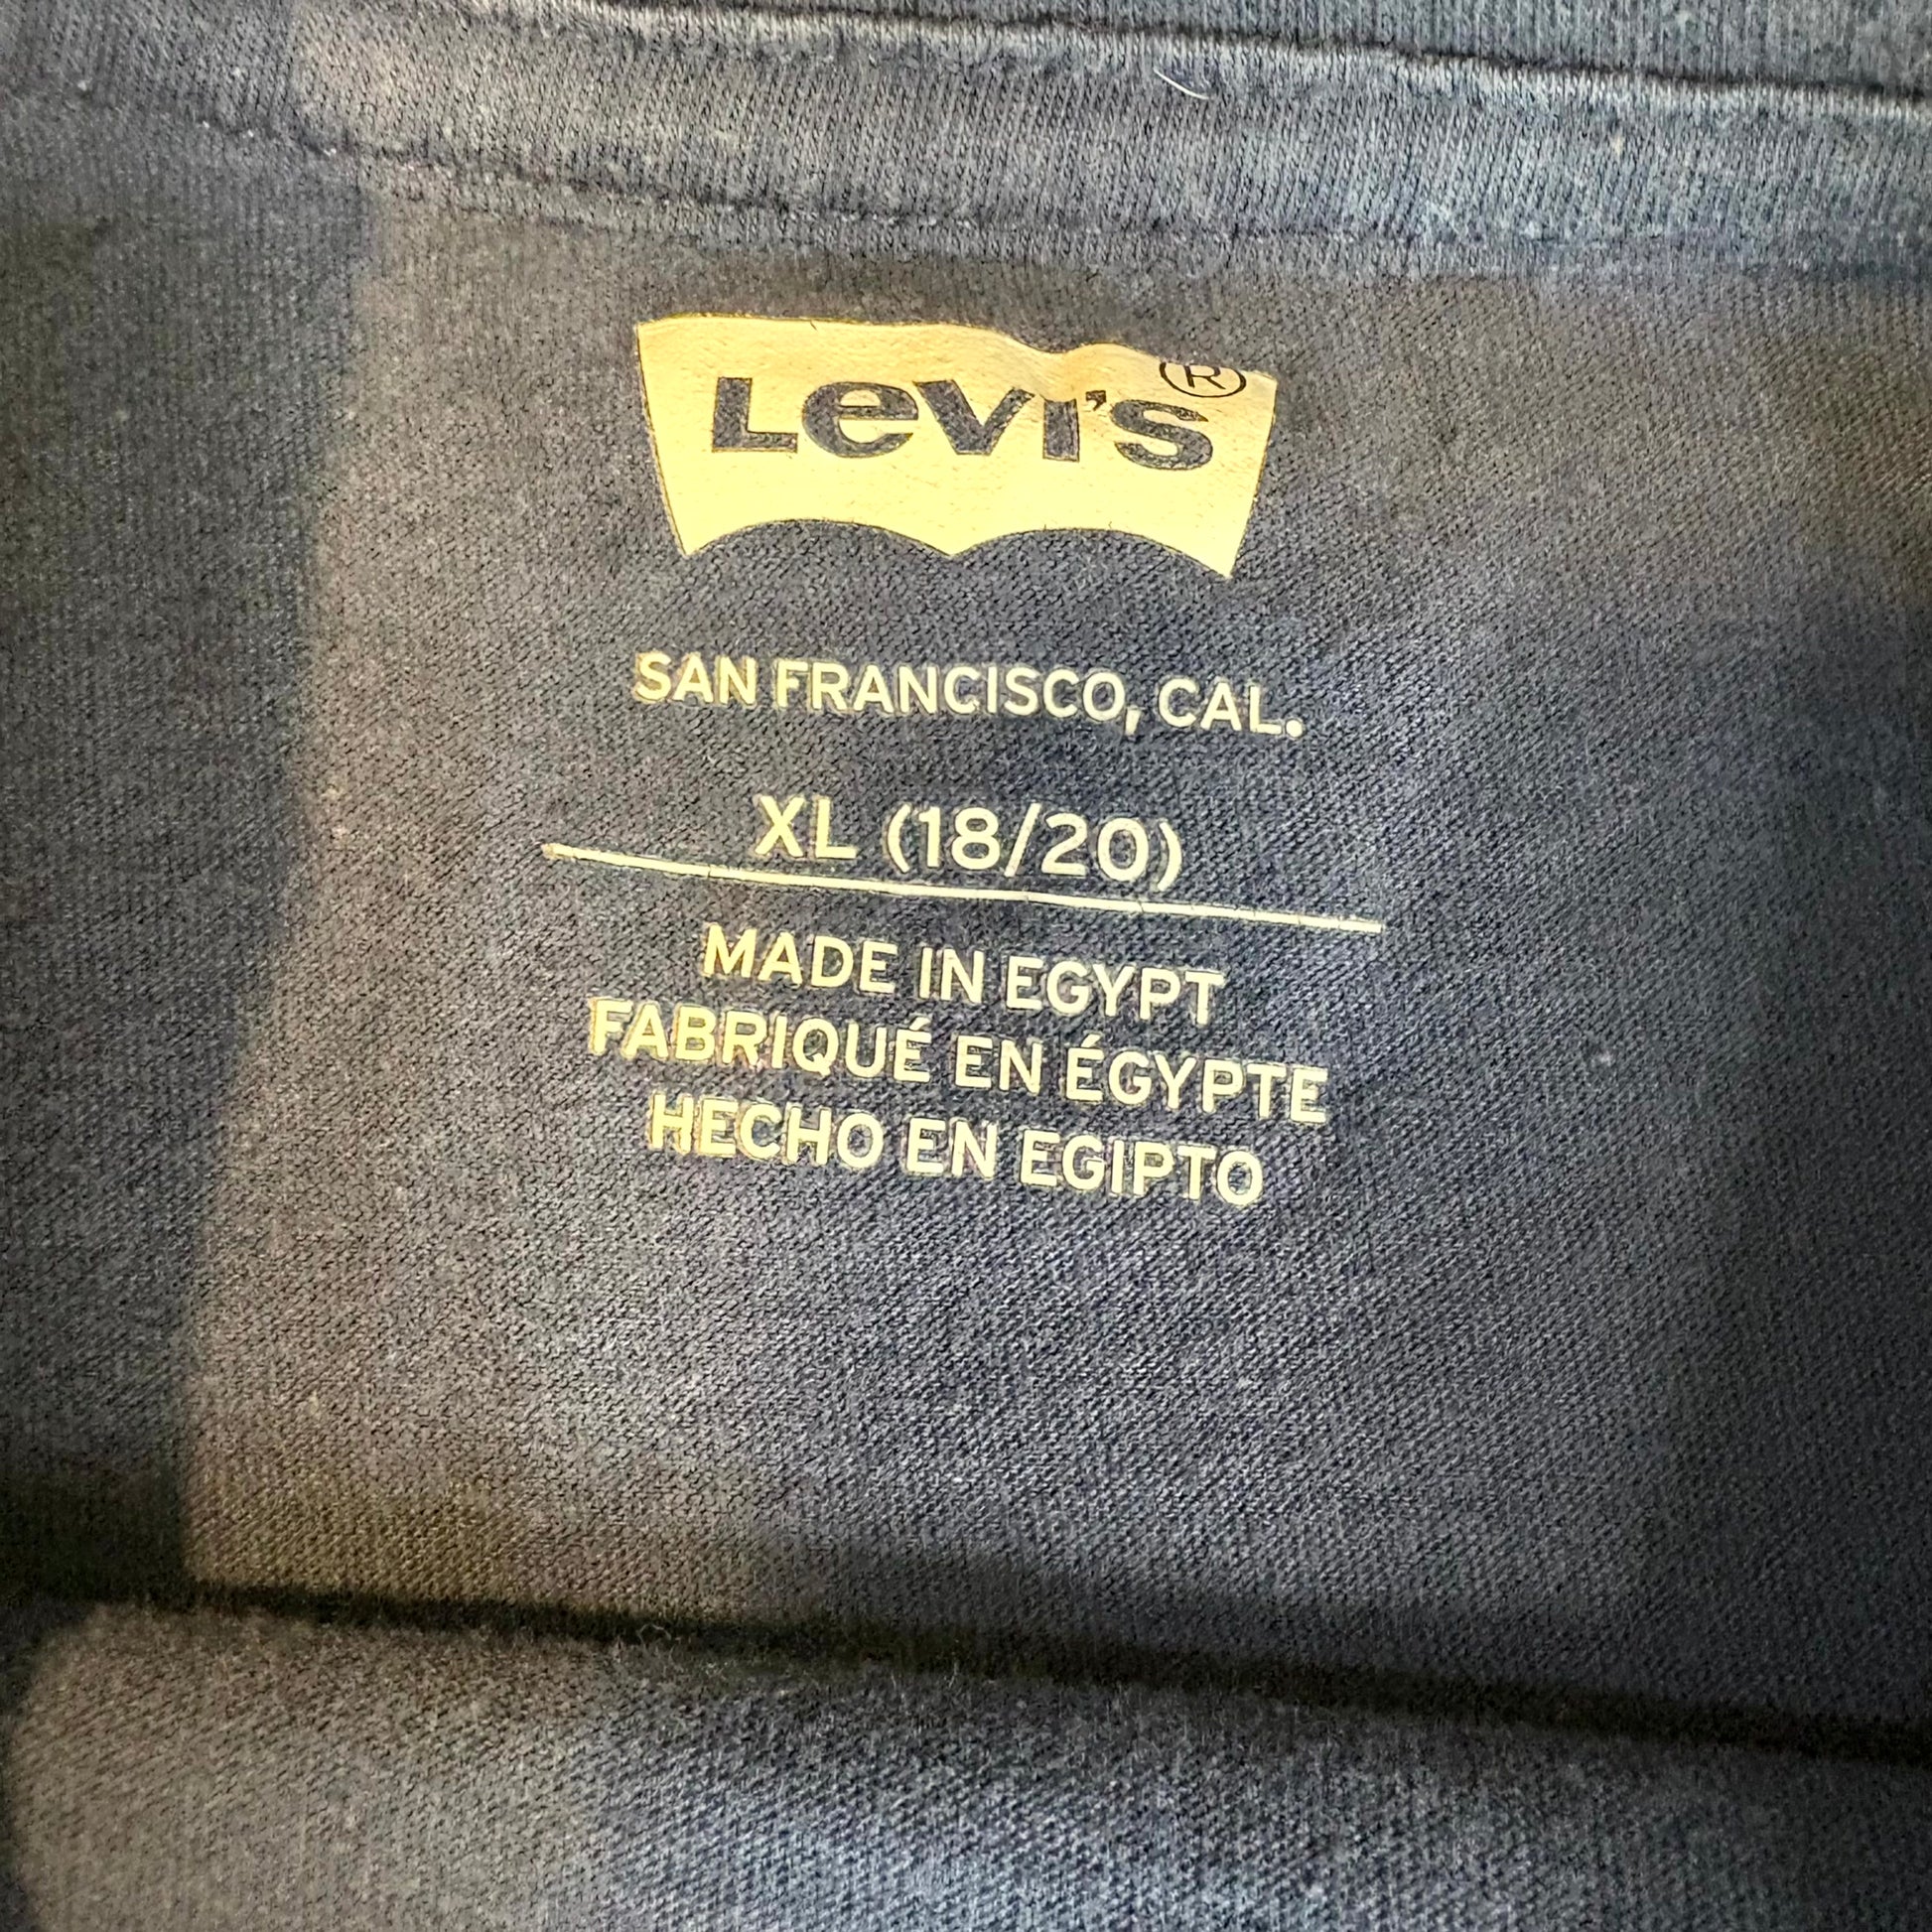 Levi's®
SAN FRANCISCO, CAL.
XL (18/20)
MADE IN EGYPT
FABRIQUÉ EN ÉGYPTE
HECHO EN EGIPTO